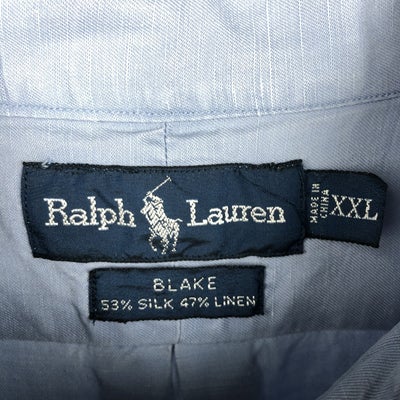 Ralph Lauren
MADE IN
CHINA
XXL
BLAKE
53% SILK 47% LINEN